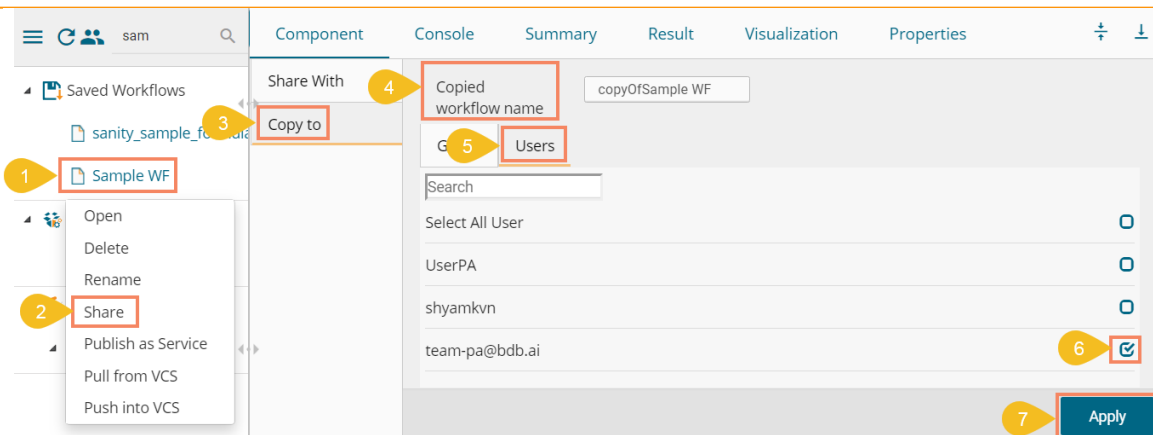 sam
Component
Console
Summary
Result
Visualization
Properties
Saved Workflows
Share With
4
Copied
workflow name
copyOfSample WF
3
Copy to
5
Users
1
Sample WF
Search
Open
Select All User
Delete
UserPA
Rename
2
Share
shyamkvn
Publish as Service
team-pa@bdb.ai
6
Pull from VCS
Push into VCS
7
Apply